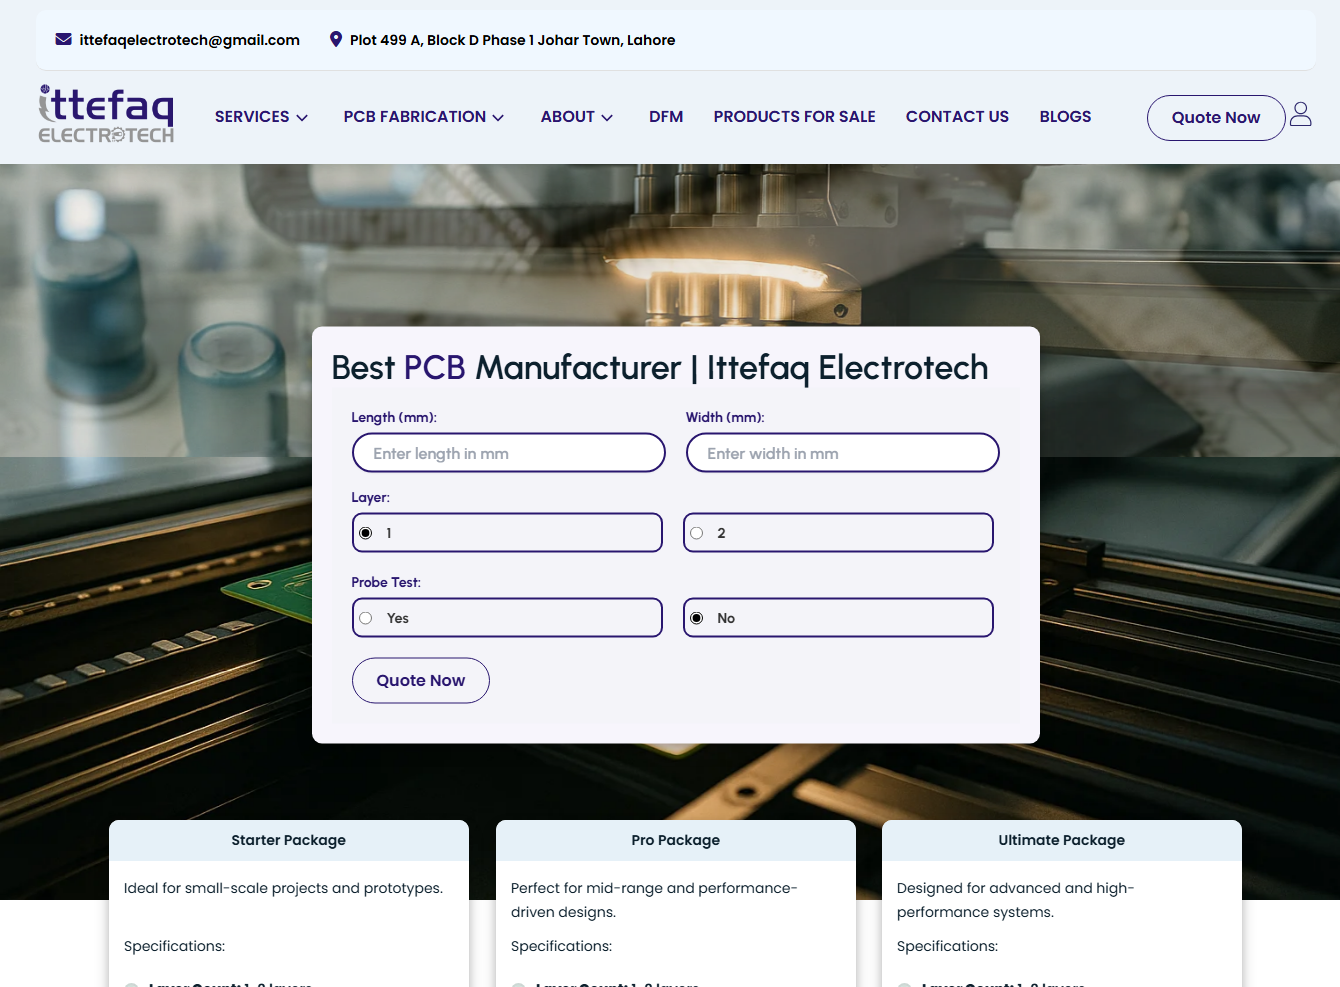 ittefaqelectrotech@gmail.com
Plot 499 A, Block D Phase 1 Johar Town, Lahore
ittefaq
ELECTROTECH
SERVICES
PCB FABRICATION
ABOUT
DFM
PRODUCTS FOR SALE
CONTACT US
BLOGS
Quote Now
Best PCB Manufacturer | Ittefaq Electrotech
Length (mm):
Width (mm):
Enter length in mm
Enter width in mm
Layer:
1
2
Probe Test:
Yes
No
Quote Now
Starter Package
Ideal for small-scale projects and prototypes.
Specifications:
Pro Package
Perfect for mid-range and performance-
driven designs.
Specifications:
Ultimate Package
Designed for advanced and high-
performance systems.
Specifications: